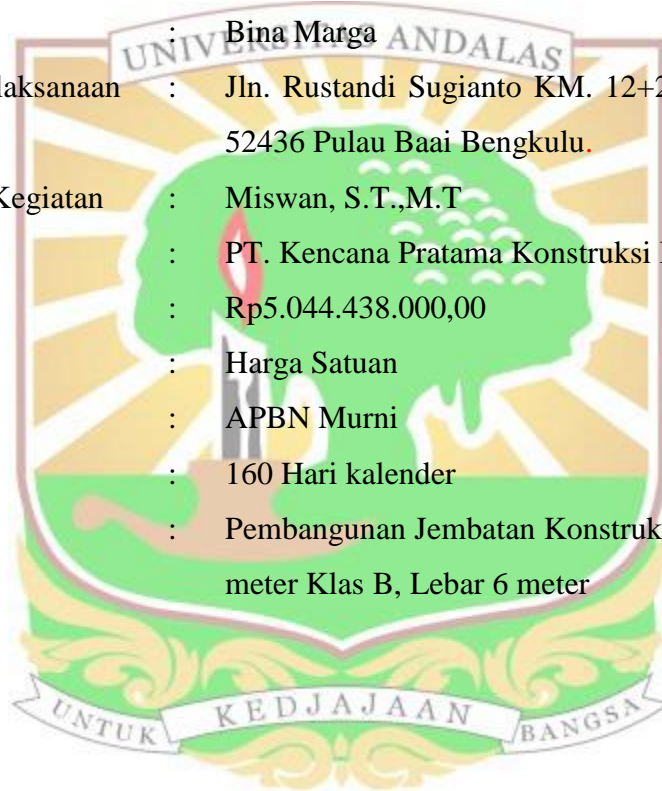 : Bina Marga
UNIVERSITAS ANDALAS
laksanaan : Jln. Rustandi Sugianto KM. 12+2
52436 Pulau Baai Bengkulu.
Kegiatan : Miswan, S.T.,M.T
: PT. Kencana Pratama Konstruksi
: Rp5.044.438.000,00
: Harga Satuan
: APBN Murni
: 160 Hari kalender
: Pembangunan Jembatan Konstruk
meter Klas B, Lebar 6 meter
UNTUK KEDJAJAAN BANGSA